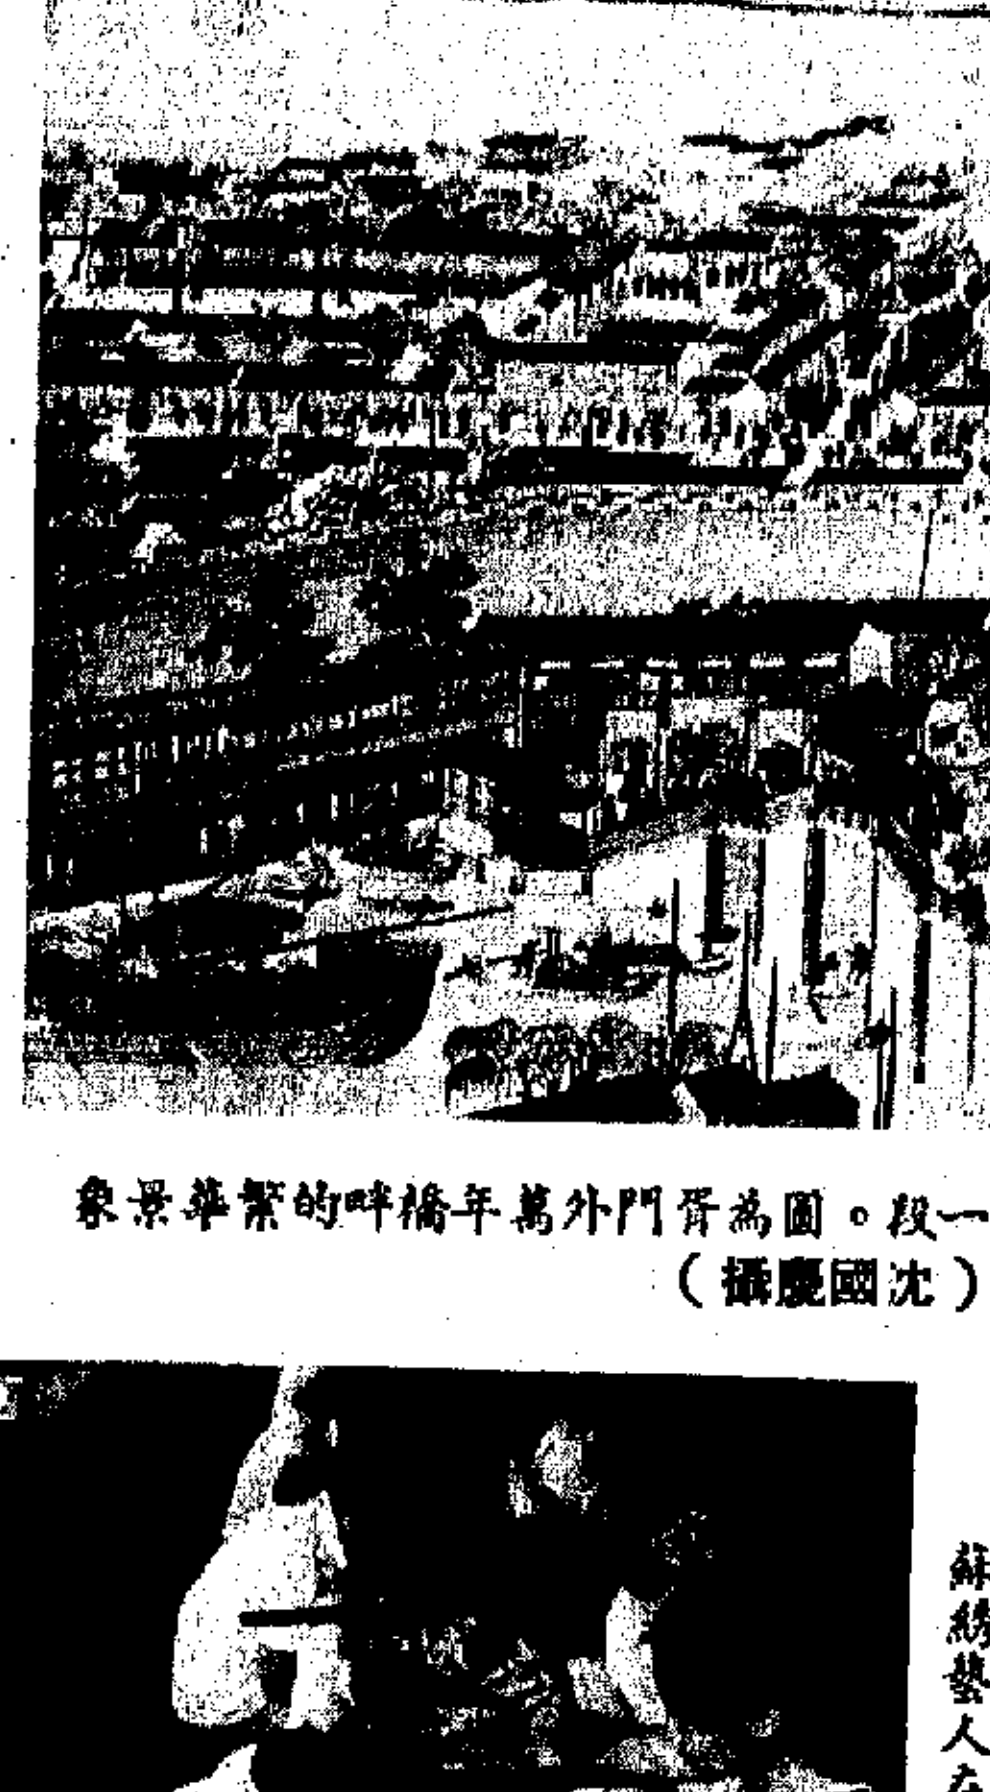 一段。圖為胥門外萬年橋畔的繁華景象
（沈國慶攝）
蘇綉藝人在